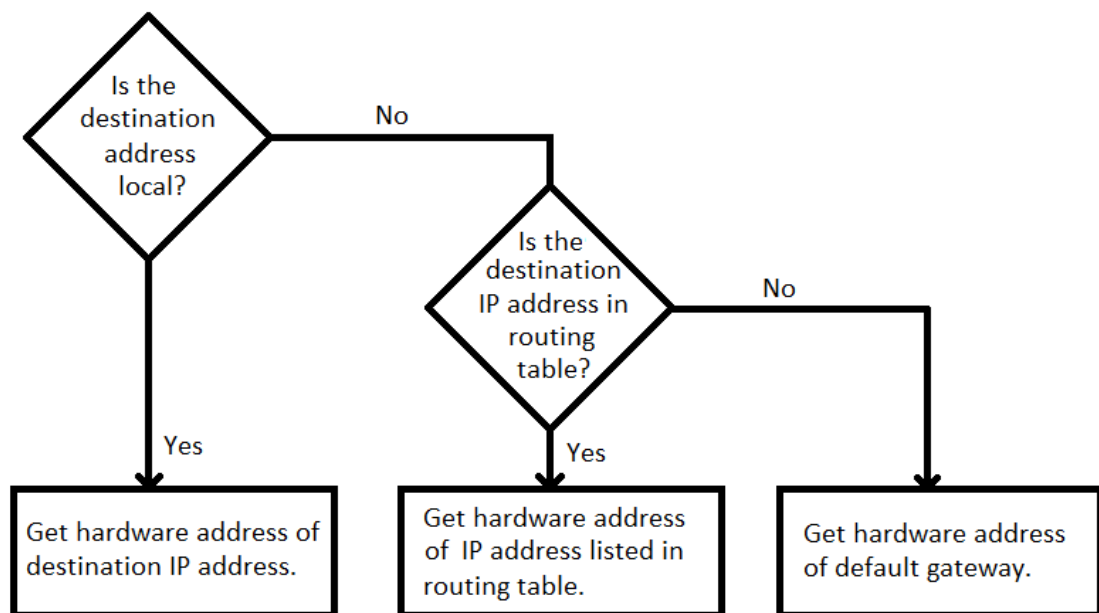 Is the
destination
address
local?
No
Is the
destination
IP address in
routing
table?
No
Yes
Yes
Get hardware address of
destination IP address.
Get hardware address
of IP address listed in
routing table.
Get hardware address
of default gateway.